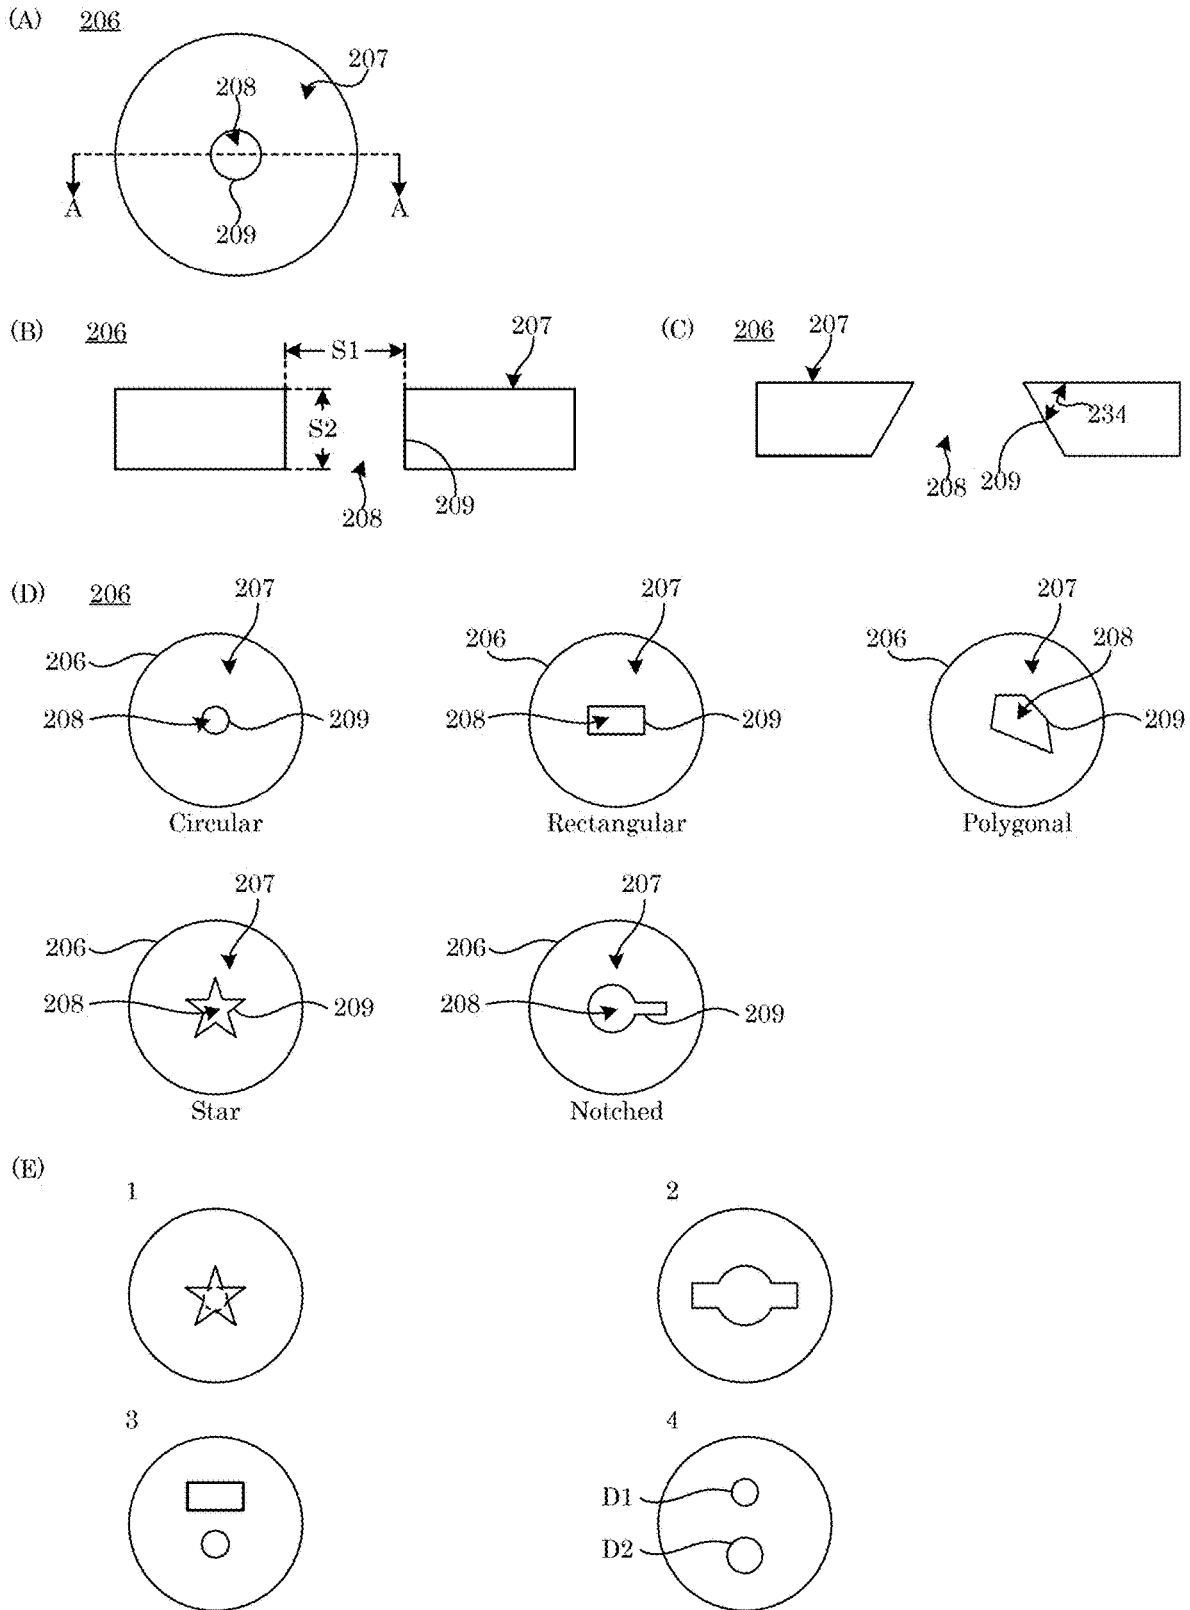 (A) 206
207
208
A A
209
(B) 206 207 (C) 206 207
S1
S2 234
208 209 208 209
(D) 206
207 207 207
206 206 206 208
208 209 208 209 209
Circular Rectangular Polygonal
207 207
206 206
208 209 208 209
Star Notched
(E)
1 2
3 4
D1
D2